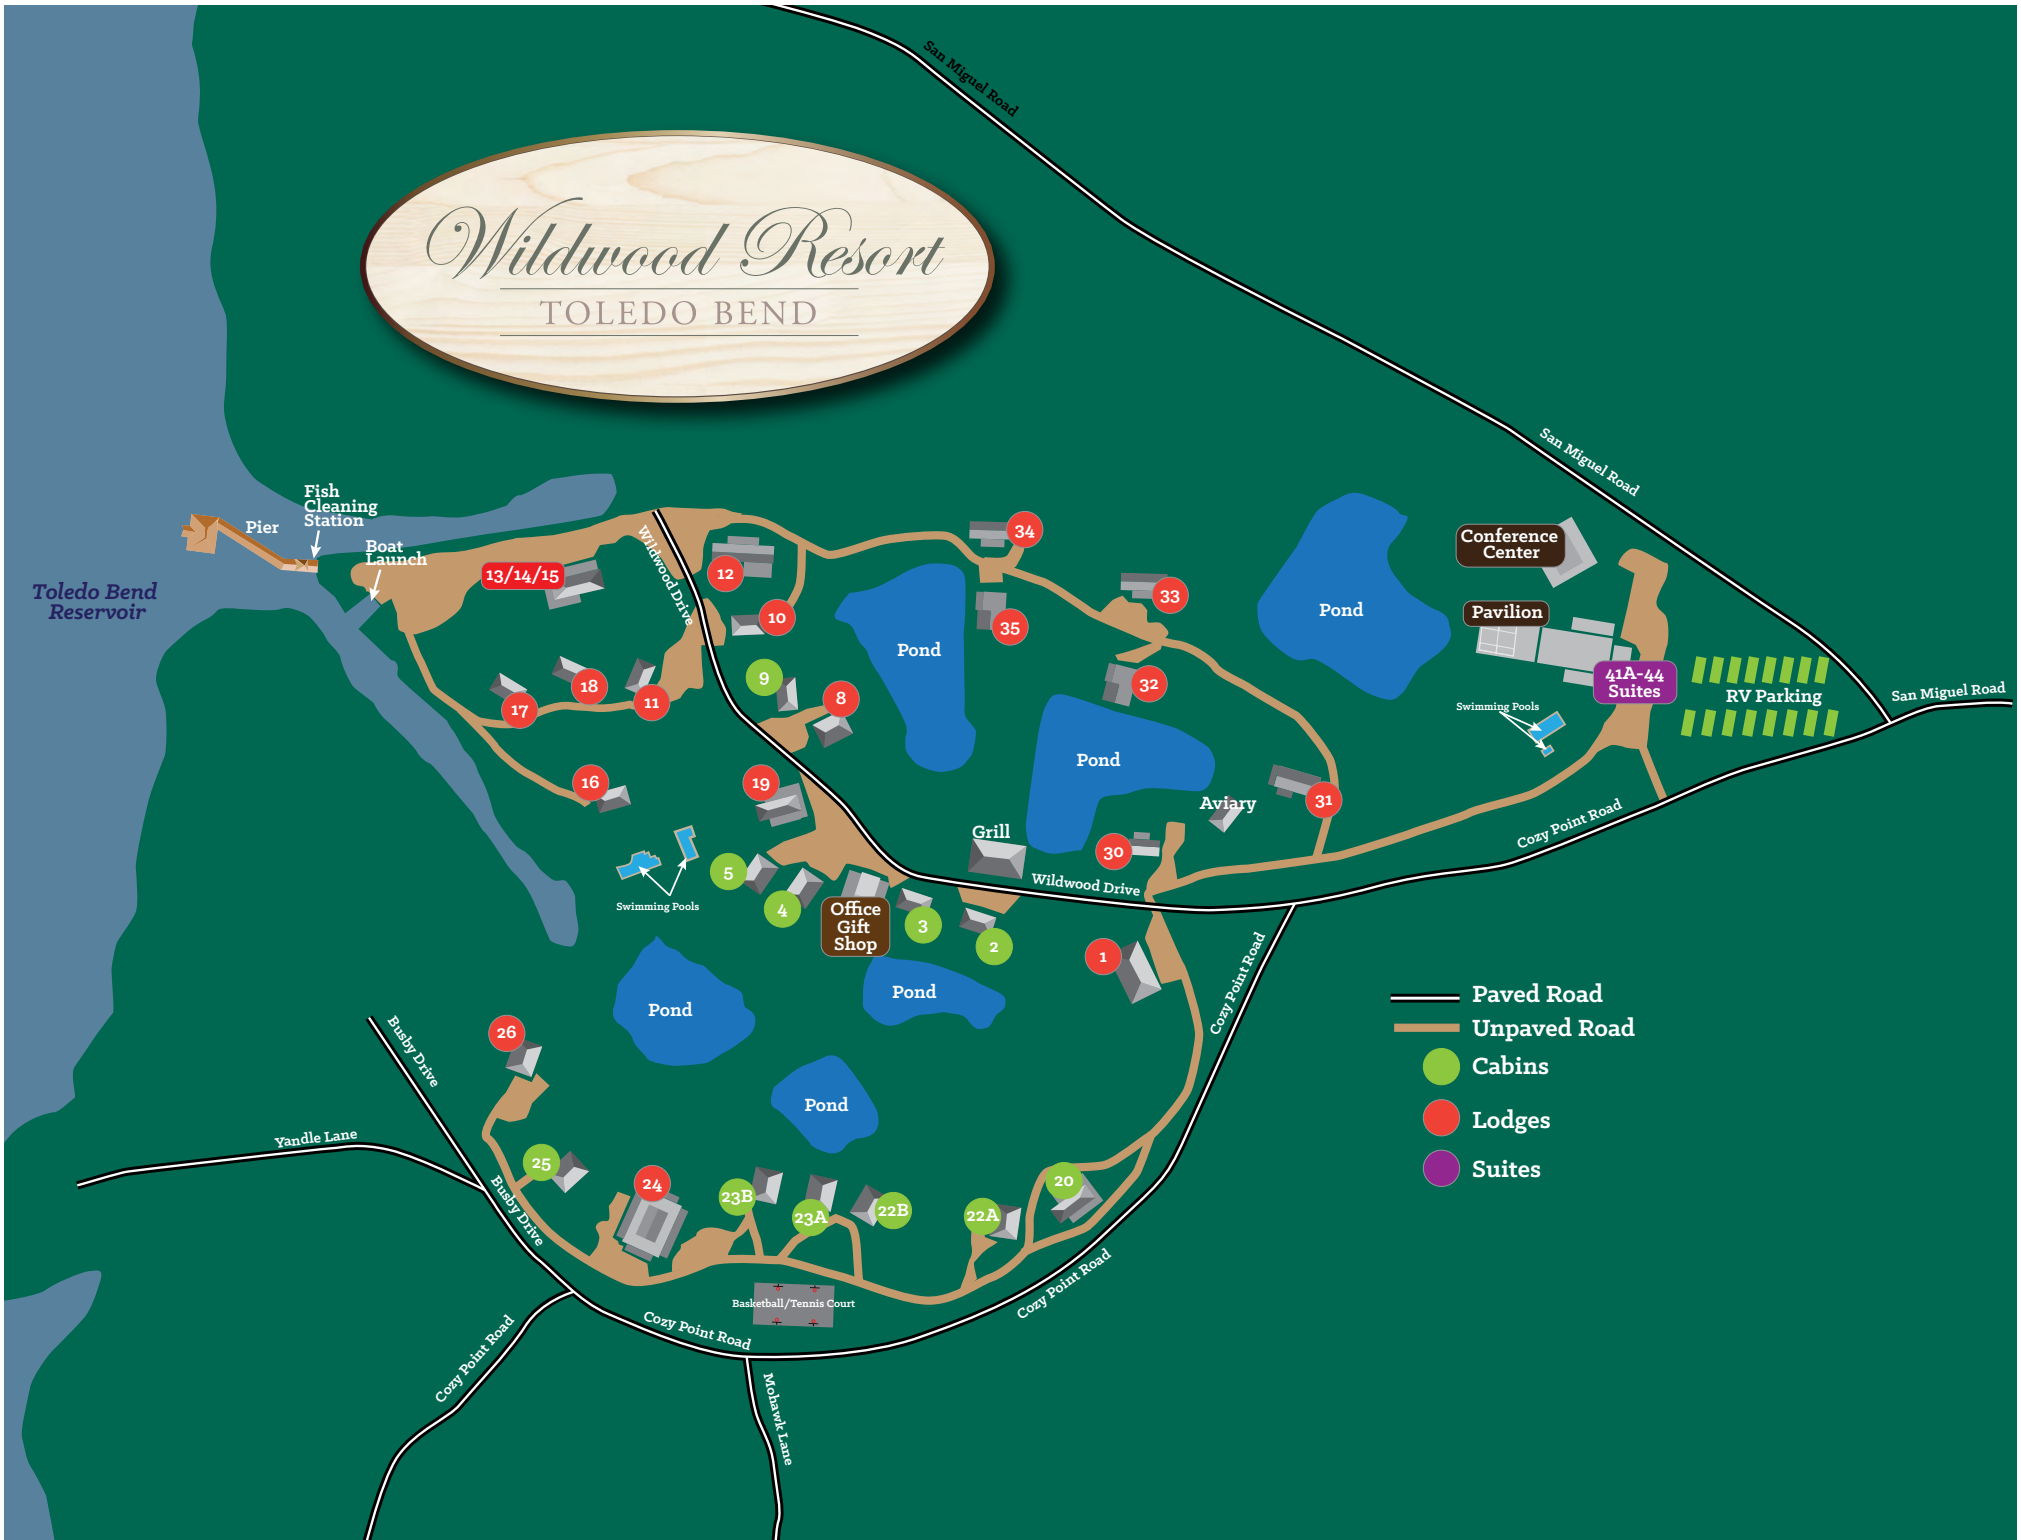 San Miguel Road
Wildwood Resort
TOLEDO BEND
San Miguel Road
Fish
Cleaning
Station
Pier
Boat
Launch
Toledo Bend
Reservoir
13/14/15
Wildwood Drive
12
10
34
35
33
32
Pond
Pond
Pond
Conference
Center
Pavilion
41A-44
Suites
RV Parking
San Miguel Road
Swimming Pools
17
18
11
9
8
16
19
Aviary
31
30
Grill
Cozy Point Road
Wildwood Drive
5
4
Swimming Pools
Office
Gift
Shop
3
2
1
Cozy Point Road
Pond
Pond
Pond
Paved Road
Unpaved Road
Cabins
Lodges
Suites
26
Busby Drive
Yandle Lane
25
Busby Drive
24
23B
23A
22B
22A
20
Basketball/Tennis Court
Cozy Point Road
Cozy Point Road
Cozy Point Road
Mohawk Lane